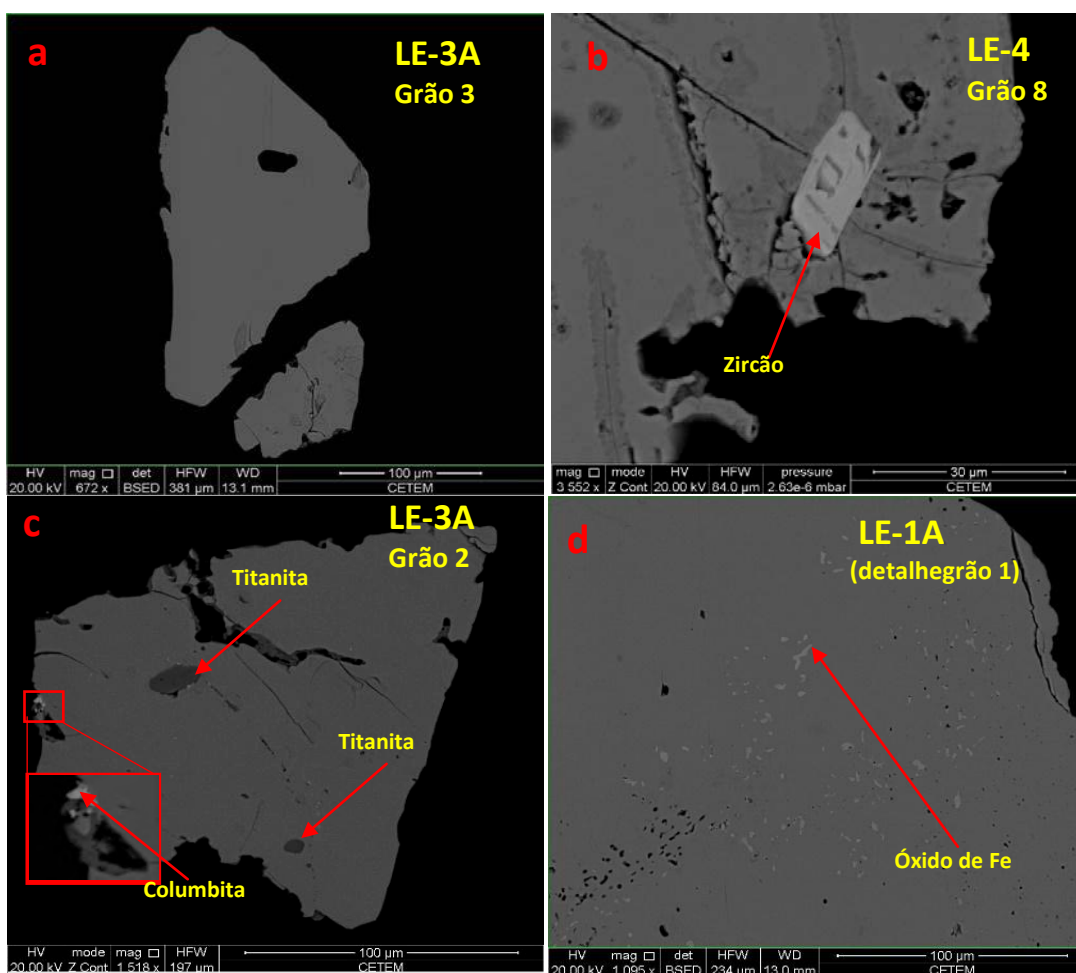 a
LE-3A
Grão 3
HV mag det HFW WD 100 µm
20.00 kV 672 x BSED 381 µm 13.1 mm CETEM
b
LE-4
Grão 8
Zircão
mag mode HV HFW pressure 30 µm
3 552 x Z Cont 20.00 kV 84.0 µm 2.63e-6 mbar CETEM
c
LE-3A
Grão 2
Titanita
Titanita
Columbita
HV mode mag HFW 100 µm
20.00 kV Z Cont 1 518 x 197 µm CETEM
d
LE-1A
(detalhegrão 1)
Óxido de Fe
HV mag det HFW WD 100 µm
20.00 kV 1 095 x BSED 234 µm 13.0 mm CETEM